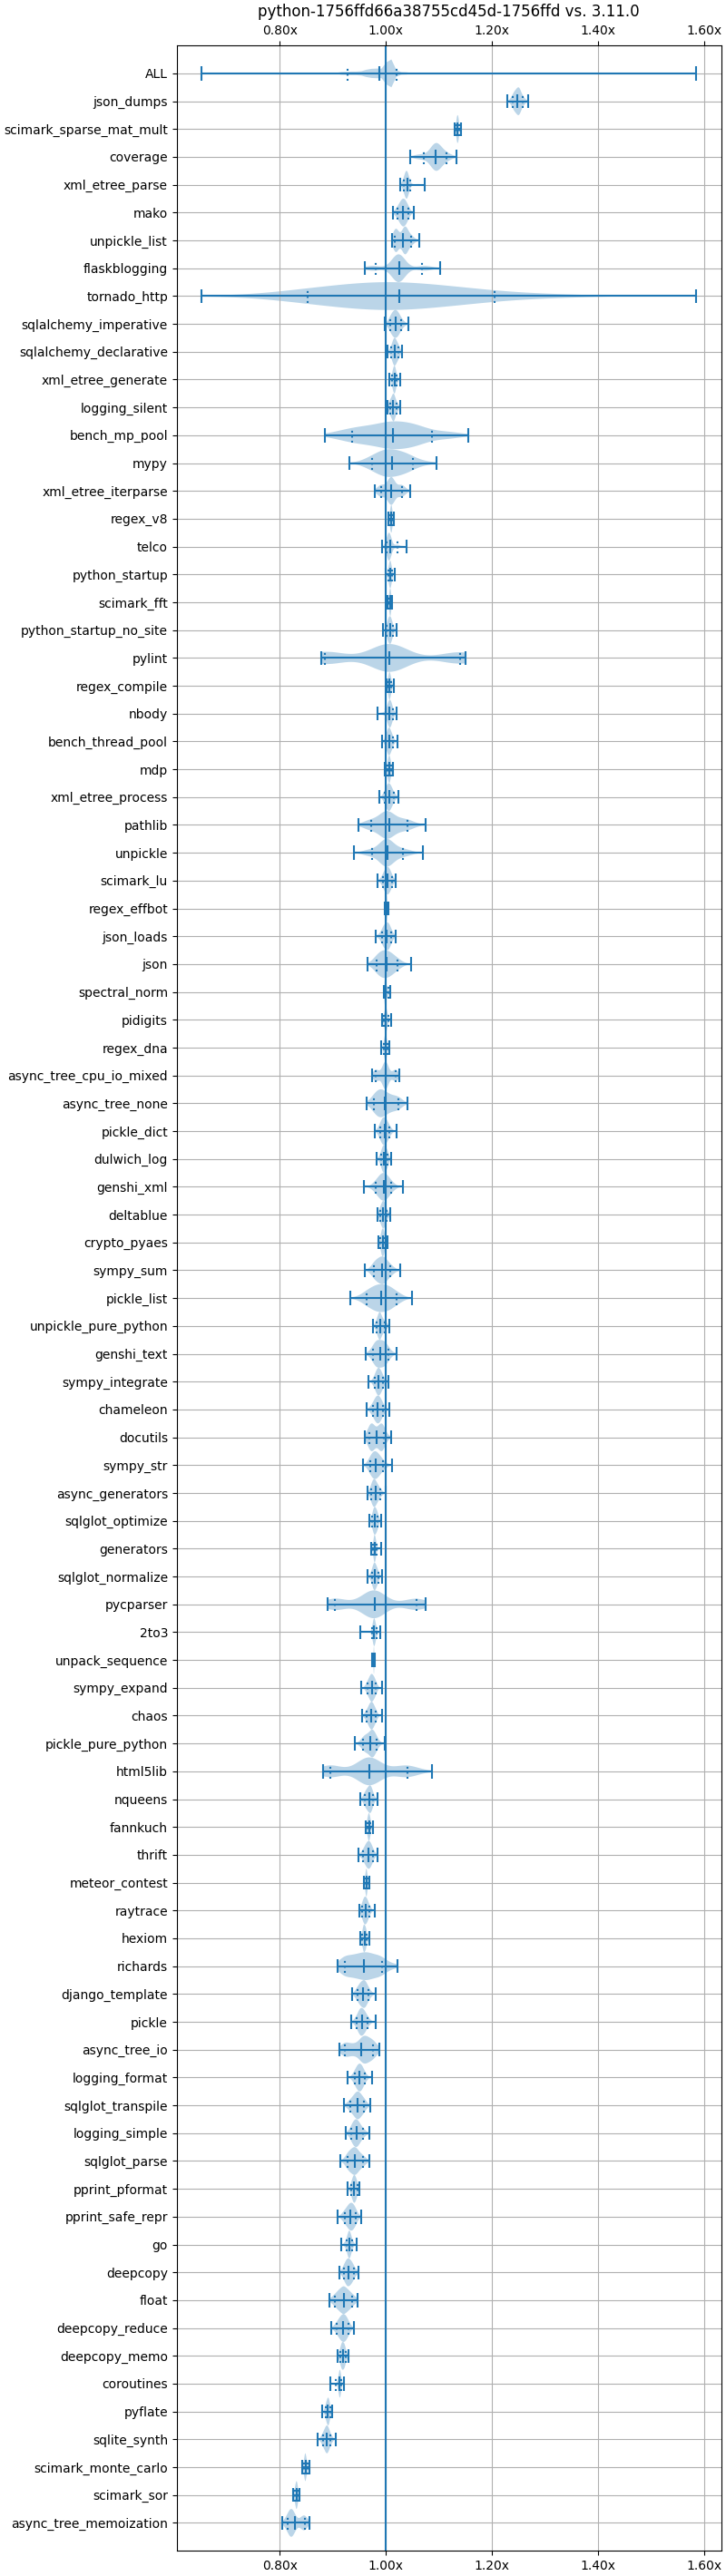 python-1756ffd66a38755cd45d-1756ffd vs. 3.11.0
0.80x 1.00x 1.20x 1.40x 1.60x
ALL
json_dumps
scimark_sparse_mat_mult
coverage
xml_etree_parse
mako
unpickle_list
flaskblogging
tornado_http
sqlalchemy_imperative
sqlalchemy_declarative
xml_etree_generate
logging_silent
bench_mp_pool
mypy
xml_etree_iterparse
regex_v8
telco
python_startup
scimark_fft
python_startup_no_site
pylint
regex_compile
nbody
bench_thread_pool
mdp
xml_etree_process
pathlib
unpickle
scimark_lu
regex_effbot
json_loads
json
spectral_norm
pidigits
regex_dna
async_tree_cpu_io_mixed
async_tree_none
pickle_dict
dulwich_log
genshi_xml
deltablue
crypto_pyaes
sympy_sum
pickle_list
unpickle_pure_python
genshi_text
sympy_integrate
chameleon
docutils
sympy_str
async_generators
sqlglot_optimize
generators
sqlglot_normalize
pycparser
2to3
unpack_sequence
sympy_expand
chaos
pickle_pure_python
html5lib
nqueens
fannkuch
thrift
meteor_contest
raytrace
hexiom
richards
django_template
pickle
async_tree_io
logging_format
sqlglot_transpile
logging_simple
sqlglot_parse
pprint_pformat
pprint_safe_repr
go
deepcopy
float
deepcopy_reduce
deepcopy_memo
coroutines
pyflate
sqlite_synth
scimark_monte_carlo
scimark_sor
async_tree_memoization
0.80x 1.00x 1.20x 1.40x 1.60x